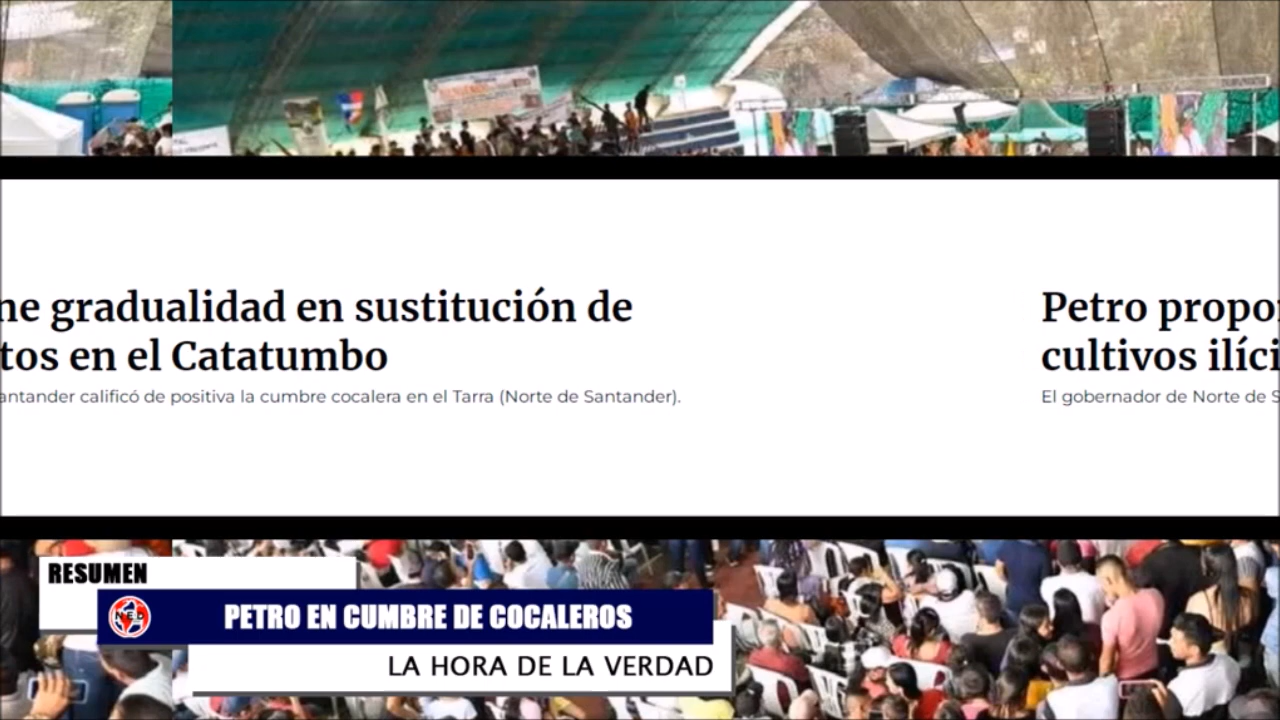 ne gradualidad en sustitución de
tos en el Catatumbo
antander calificó de positiva la cumbre cocalera en el Tarra (Norte de Santander).
Petro propo
cultivos ilíci
El gobernador de Norte de S
RESUMEN
PETRO EN CUMBRE DE COCALEROS
LA HORA DE LA VERDAD